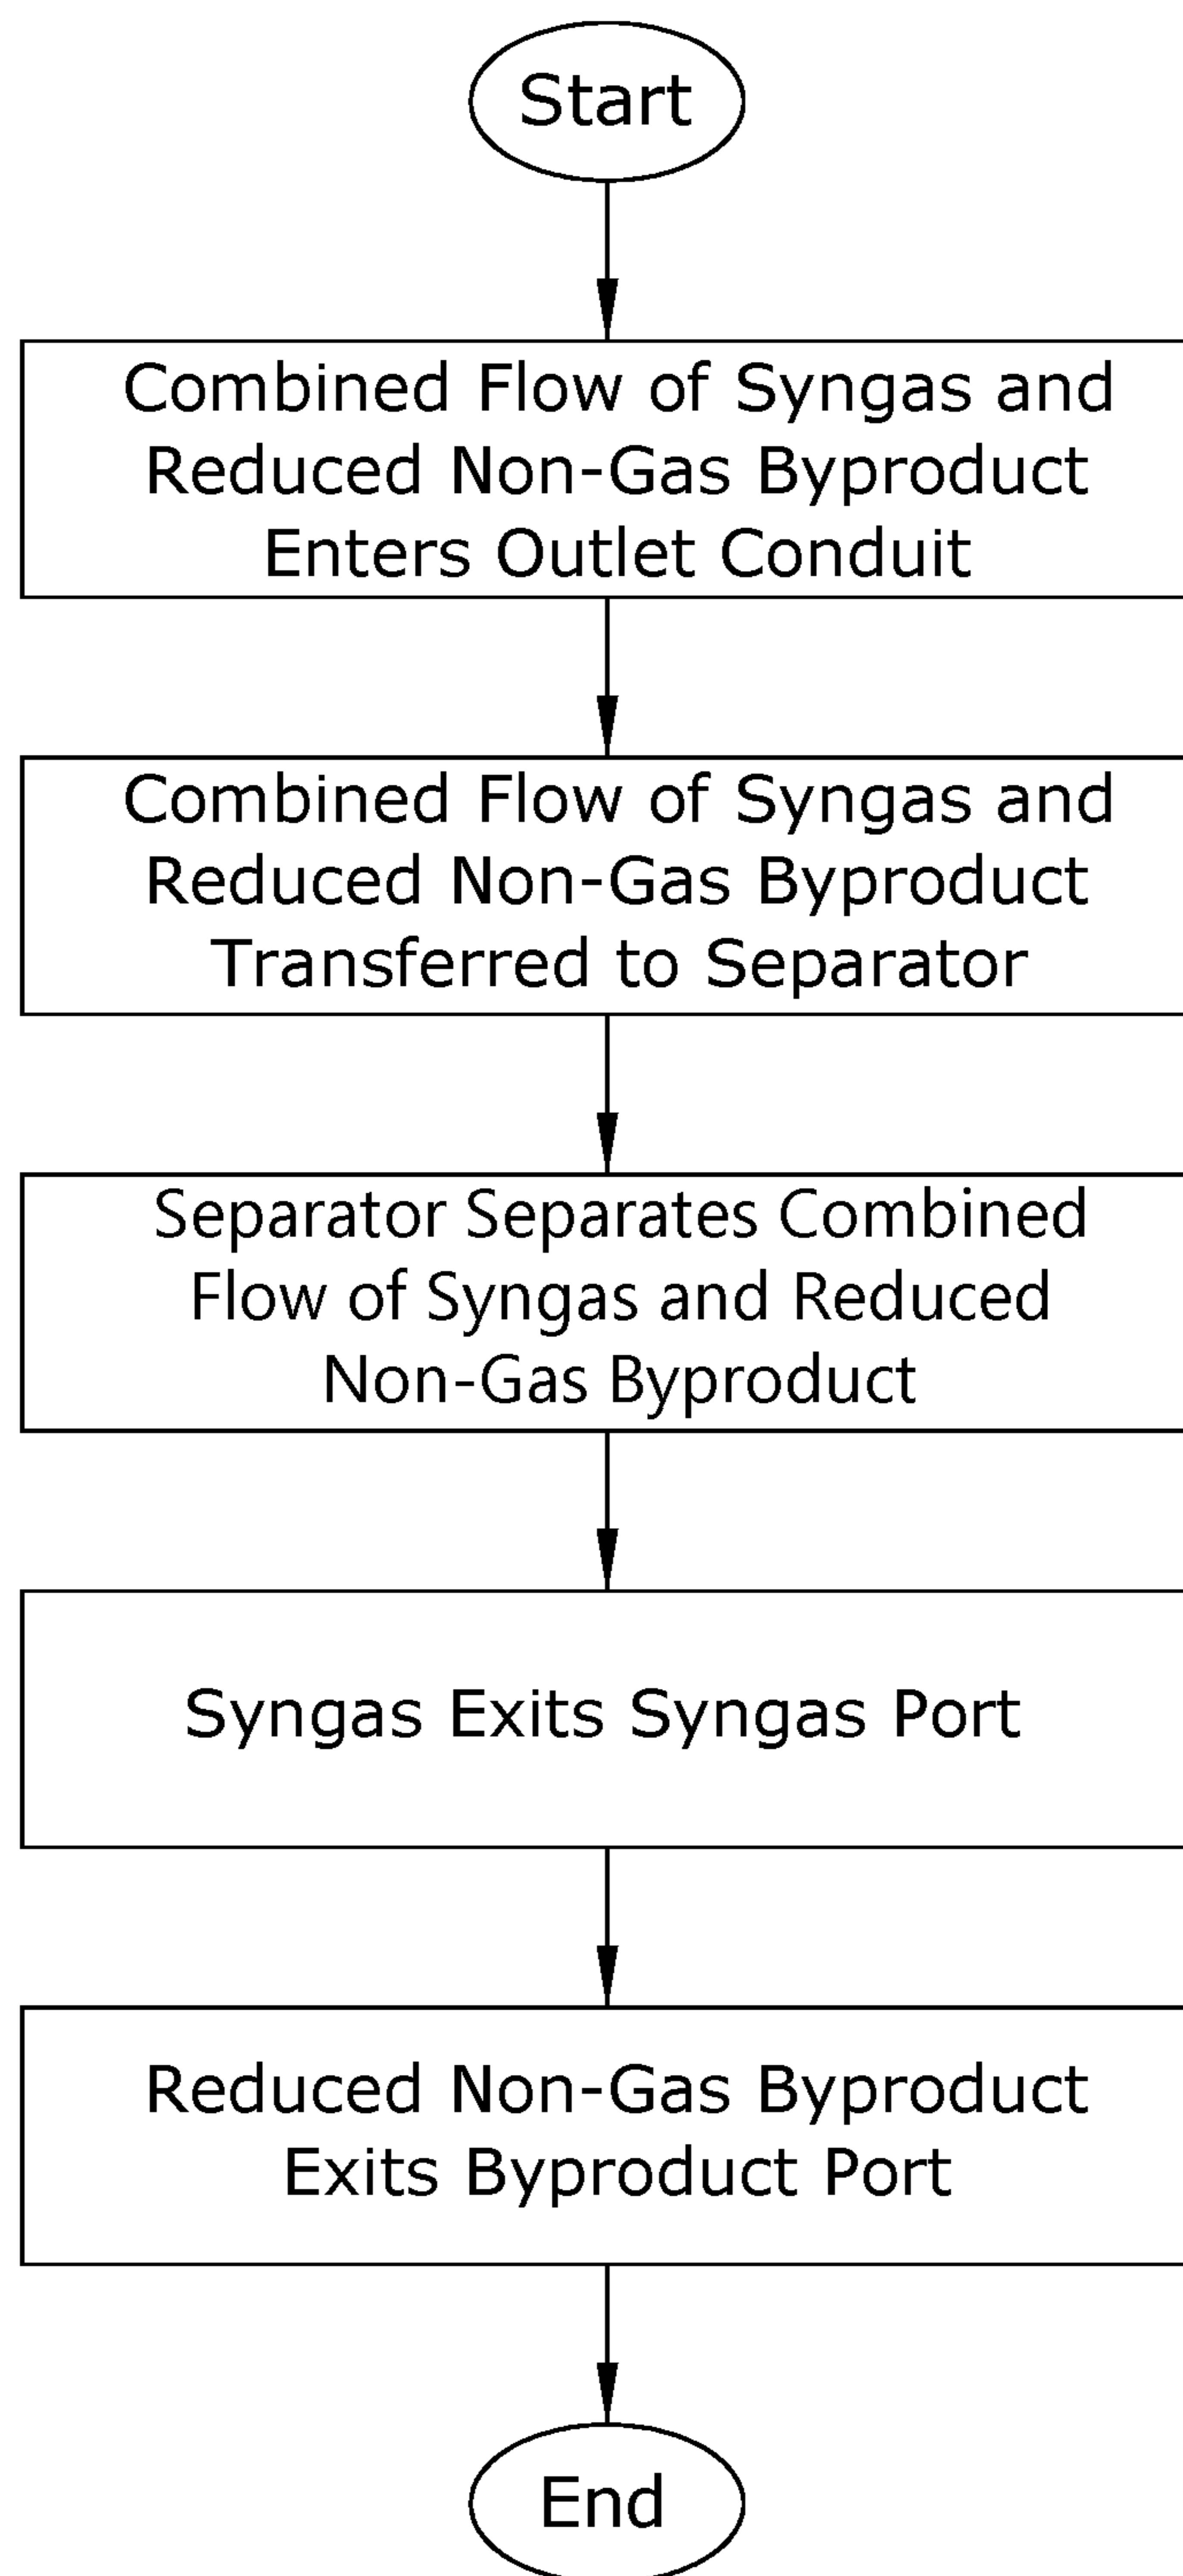 Start
Combined Flow of Syngas and
Reduced Non-Gas Byproduct
Enters Outlet Conduit
Combined Flow of Syngas and
Reduced Non-Gas Byproduct
Transferred to Separator
Separator Separates Combined
Flow of Syngas and Reduced
Non-Gas Byproduct
Syngas Exits Syngas Port
Reduced Non-Gas Byproduct
Exits Byproduct Port
End